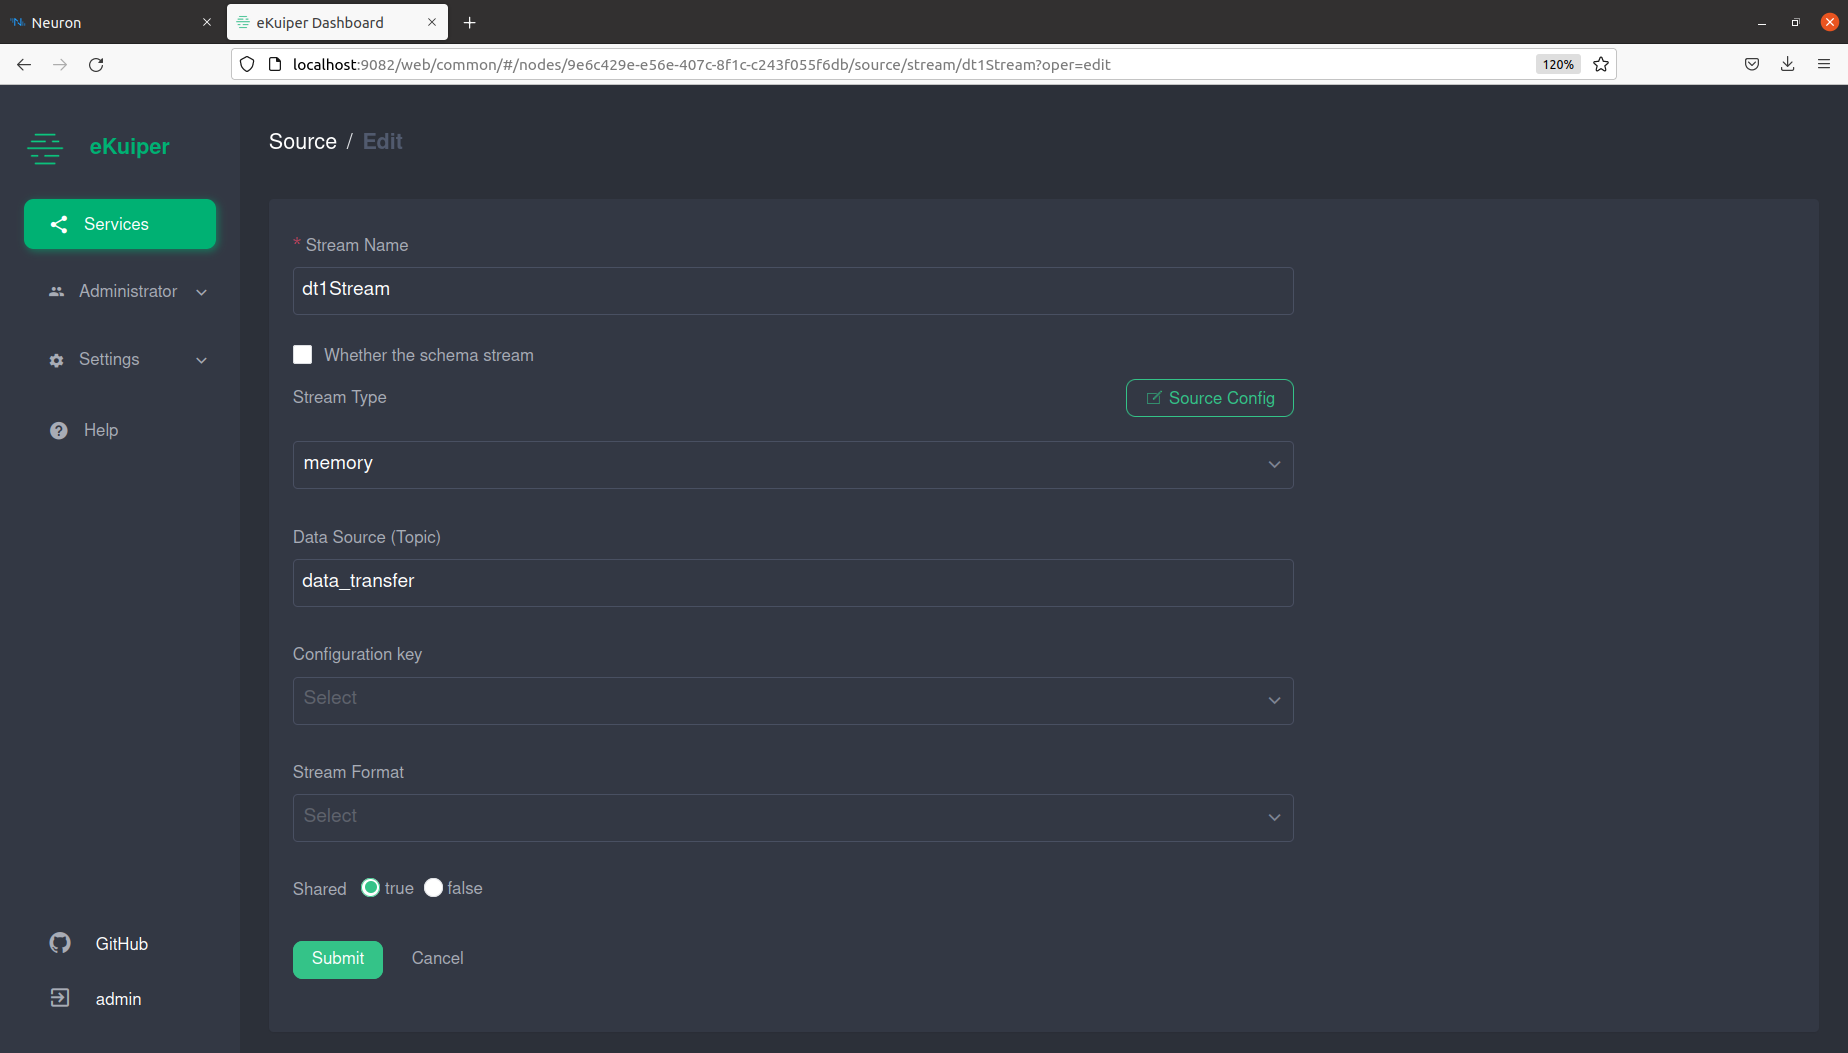 Neuron
eKuiper Dashboard
localhost:9082/web/common/#/nodes/9e6c429e-e56e-407c-8f1c-c243f055f6db/source/stream/dt1Stream?oper=edit
120%
eKuiper
Services
Administrator
Settings
Help
GitHub
admin
Source / Edit
* Stream Name
dt1Stream
Whether the schema stream
Stream Type
Source Config
memory
Data Source (Topic)
data_transfer
Configuration key
Select
Stream Format
Select
Shared true false
Submit Cancel